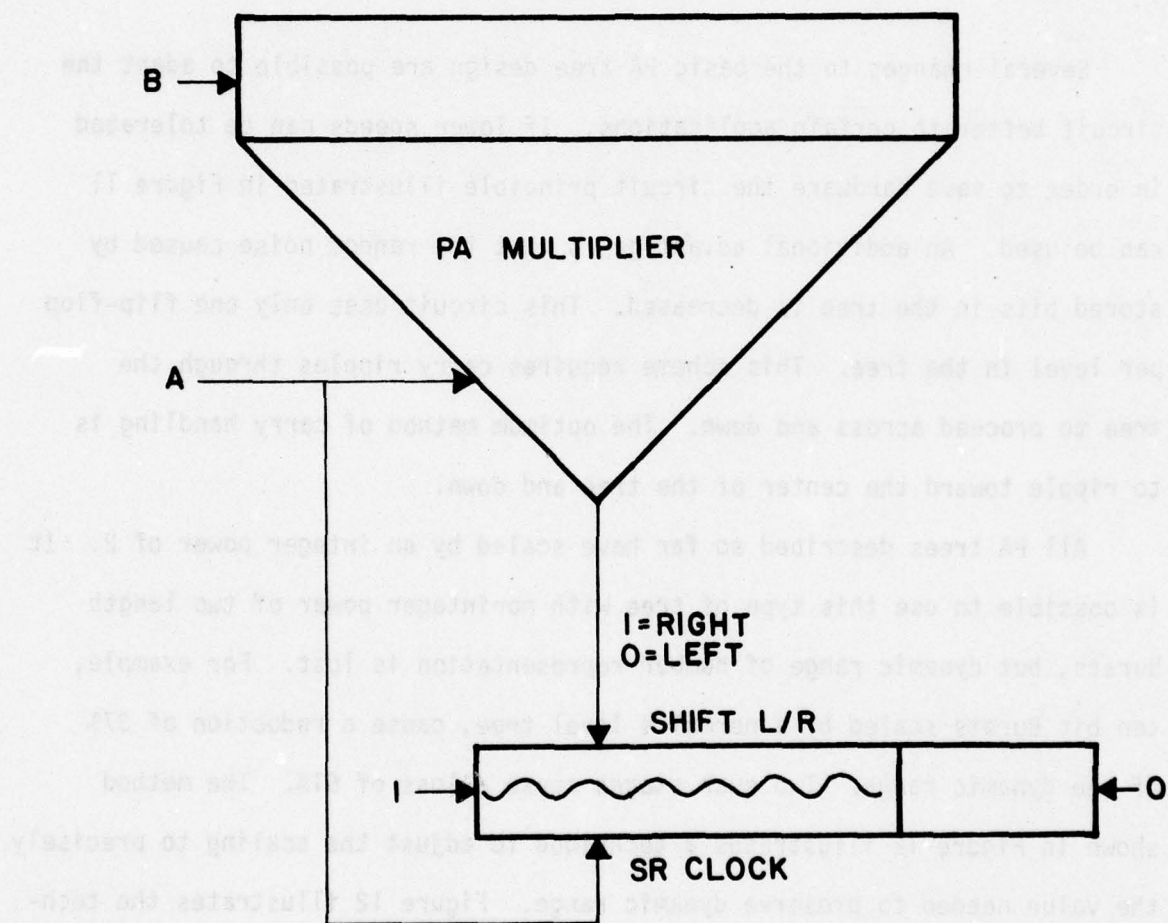 B
PA MULTIPLIER
A
1=RIGHT
0=LEFT
SHIFT L/R
1
0
SR CLOCK
Several changes to the basic PA tree design are possible to adapt the
circuit better to certain applications. If lower speeds can be tolerated
in order to save hardware the circuit principle illustrated in Figure 11
can be used. An additional noise caused by
stored bits in the tree is decreased. This circuit uses only one flip-flop
per level in the tree. This scheme requires carry ripples through the
tree to proceed across and down. The optimum method of carry handling is
to ripple toward the center of the tree and down.
All PA trees described so far have scaled by an integer power of 2. It
is possible to use this type of tree with noninteger power of two length
Bursts, but dynamic range of number representation is lost. For example,
ten bit Bursts scaled level tree, cause a reduction of 37%
dynamic of The method
shown in Figure 12 illustrates a technique to adjust the scaling to precisely
the value needed to preserve dynamic range. Figure 12 illustrates the tech-